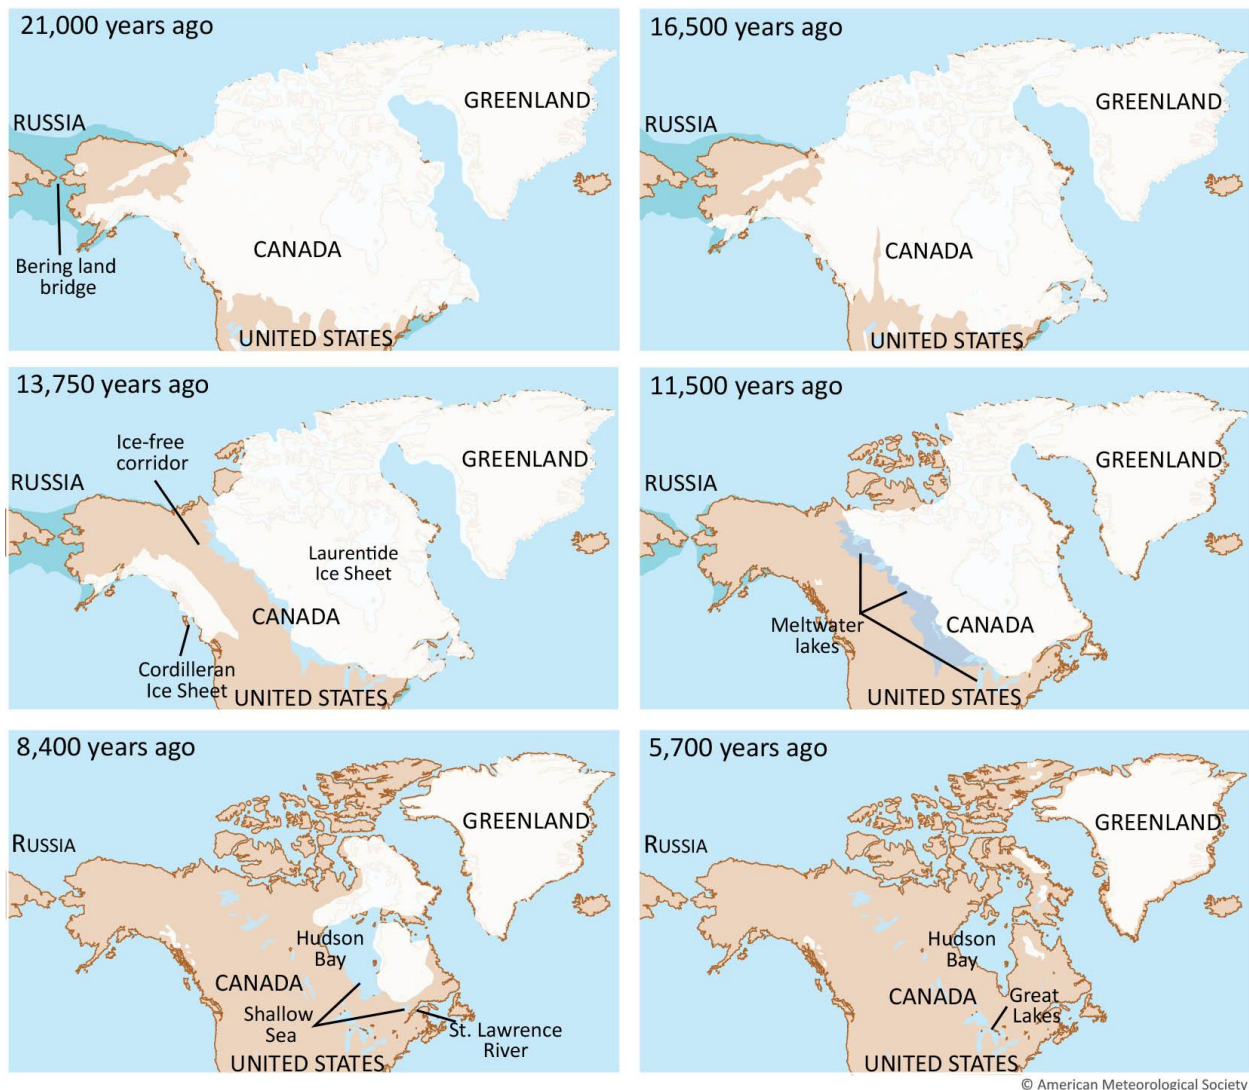 21,000 years ago
GREENLAND
RUSSIA
CANADA
Bering land
bridge
UNITED STATES
16,500 years ago
GREENLAND
RUSSIA
CANADA
UNITED STATES
13,750 years ago
Ice-free
corridor
GREENLAND
RUSSIA
Laurentide
Ice Sheet
CANADA
Cordilleran
Ice Sheet
UNITED STATES
11,500 years ago
GREENLAND
RUSSIA
Meltwater
lakes
CANADA
UNITED STATES
8,400 years ago
GREENLAND
RUSSIA
Hudson
Bay
CANADA
Shallow
Sea
St. Lawrence
River
UNITED STATES
5,700 years ago
GREENLAND
RUSSIA
Hudson
Bay
CANADA
Great
Lakes
UNITED STATES
© American Meteorological Society